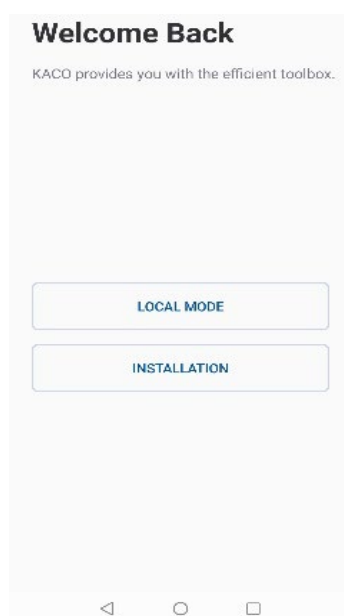 Welcome Back
KACO provides you with the efficient toolbox.
LOCAL MODE
INSTALLATION